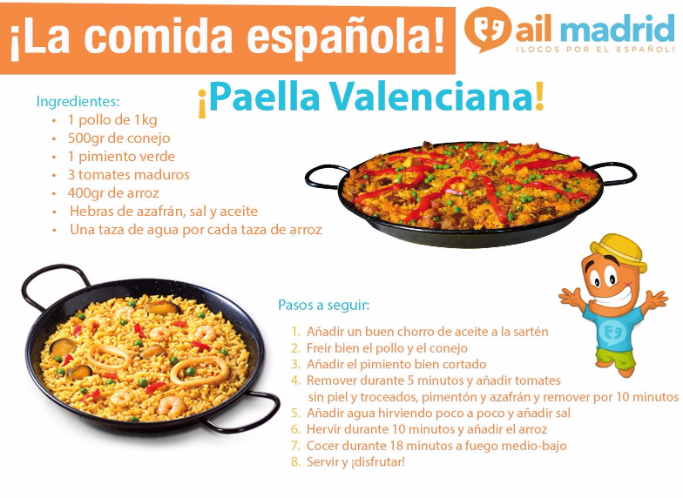 ¡La comida española!
ail madrid
¡LOCOS POR EL ESPAÑOL!
¡Paella Valenciana!
Ingredientes:
• 1 pollo de 1kg
• 500gr de conejo
• 1 pimiento verde
• 3 tomates maduros
• 400gr de arroz
• Hebras de azafrán, sal y aceite
• Una taza de agua por cada taza de arroz
Pasos a seguir:
1. Añadir un buen chorro de aceite a la sartén
2. Freir bien el pollo y el conejo
3. Añadir el pimiento bien cortado
4. Remover durante 5 minutos y añadir tomates
sin piel y troceados, pimentón y azafrán y remover por 10 minutos
5. Añadir agua hirviendo poco a poco y añadir sal
6. Hervir durante 10 minutos y añadir el arroz
7. Cocer durante 18 minutos a fuego medio-bajo
8. Servir y ¡disfrutar!